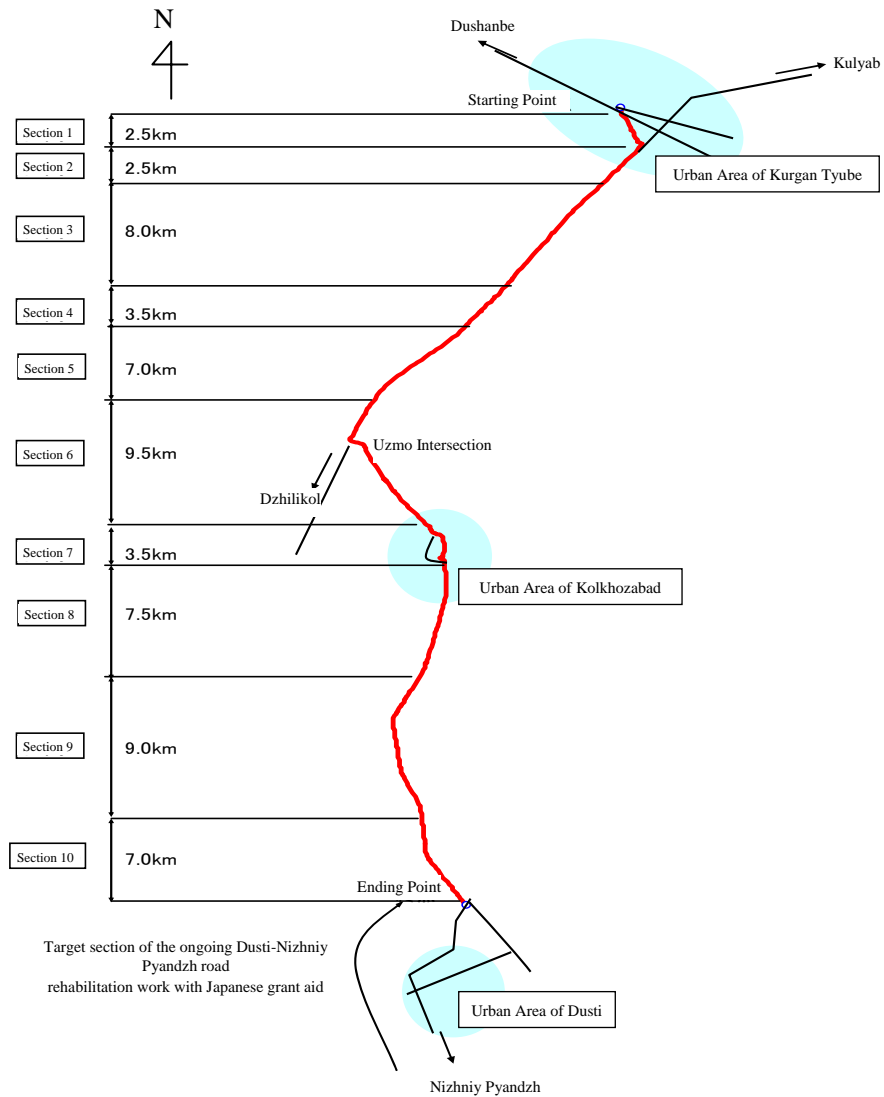 N
Dushanbe
Kulyab
Starting Point
Section 1
2.5km
Section 2
2.5km
Urban Area of Kurgan Tyube
Section 3
8.0km
Section 4
3.5km
Section 5
7.0km
Section 6
9.5km
Uzmo Intersection
Dzhilikol
Section 7
3.5km
Urban Area of Kolkhozabad
Section 8
7.5km
Section 9
9.0km
Section 10
7.0km
Ending Point
Target section of the ongoing Dusti-Nizhniy
Pyandzh road
rehabilitation work with Japanese grant aid
Urban Area of Dusti
Nizhniy Pyandzh